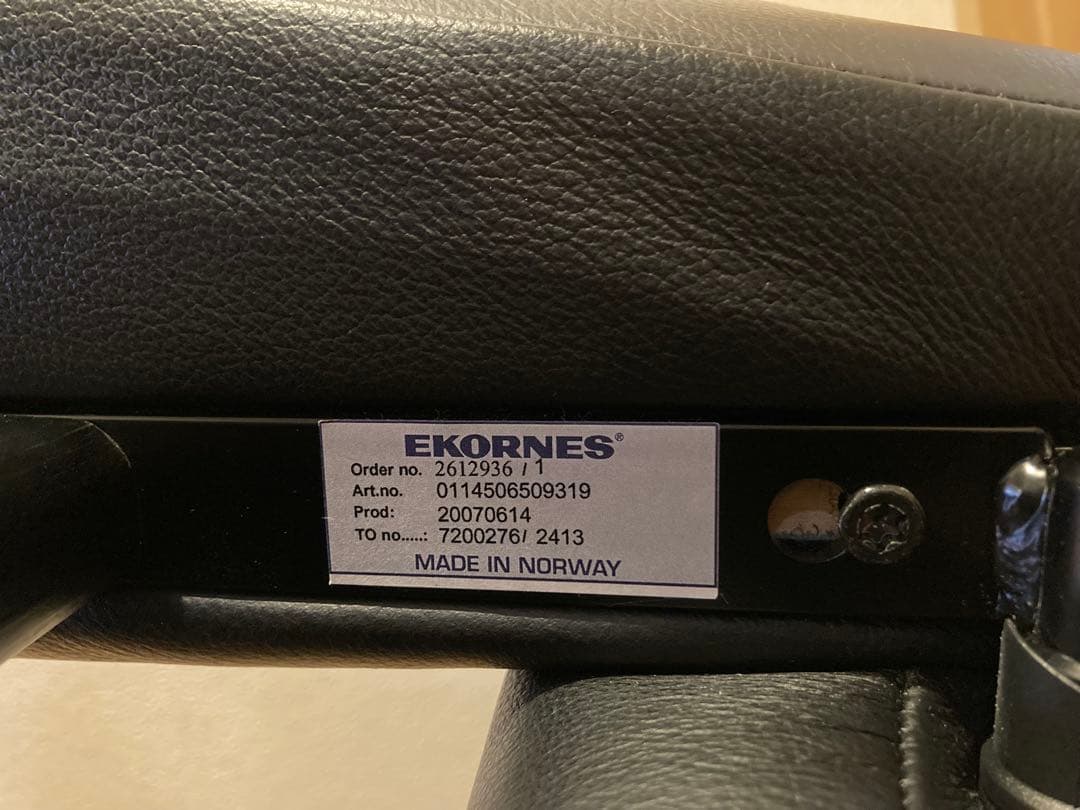 EKORNES®
Order no. 2612936 / 1
Art.no. 0114506509319
Prod: 20070614
TO no.....: 7200276/ 2413
MADE IN NORWAY